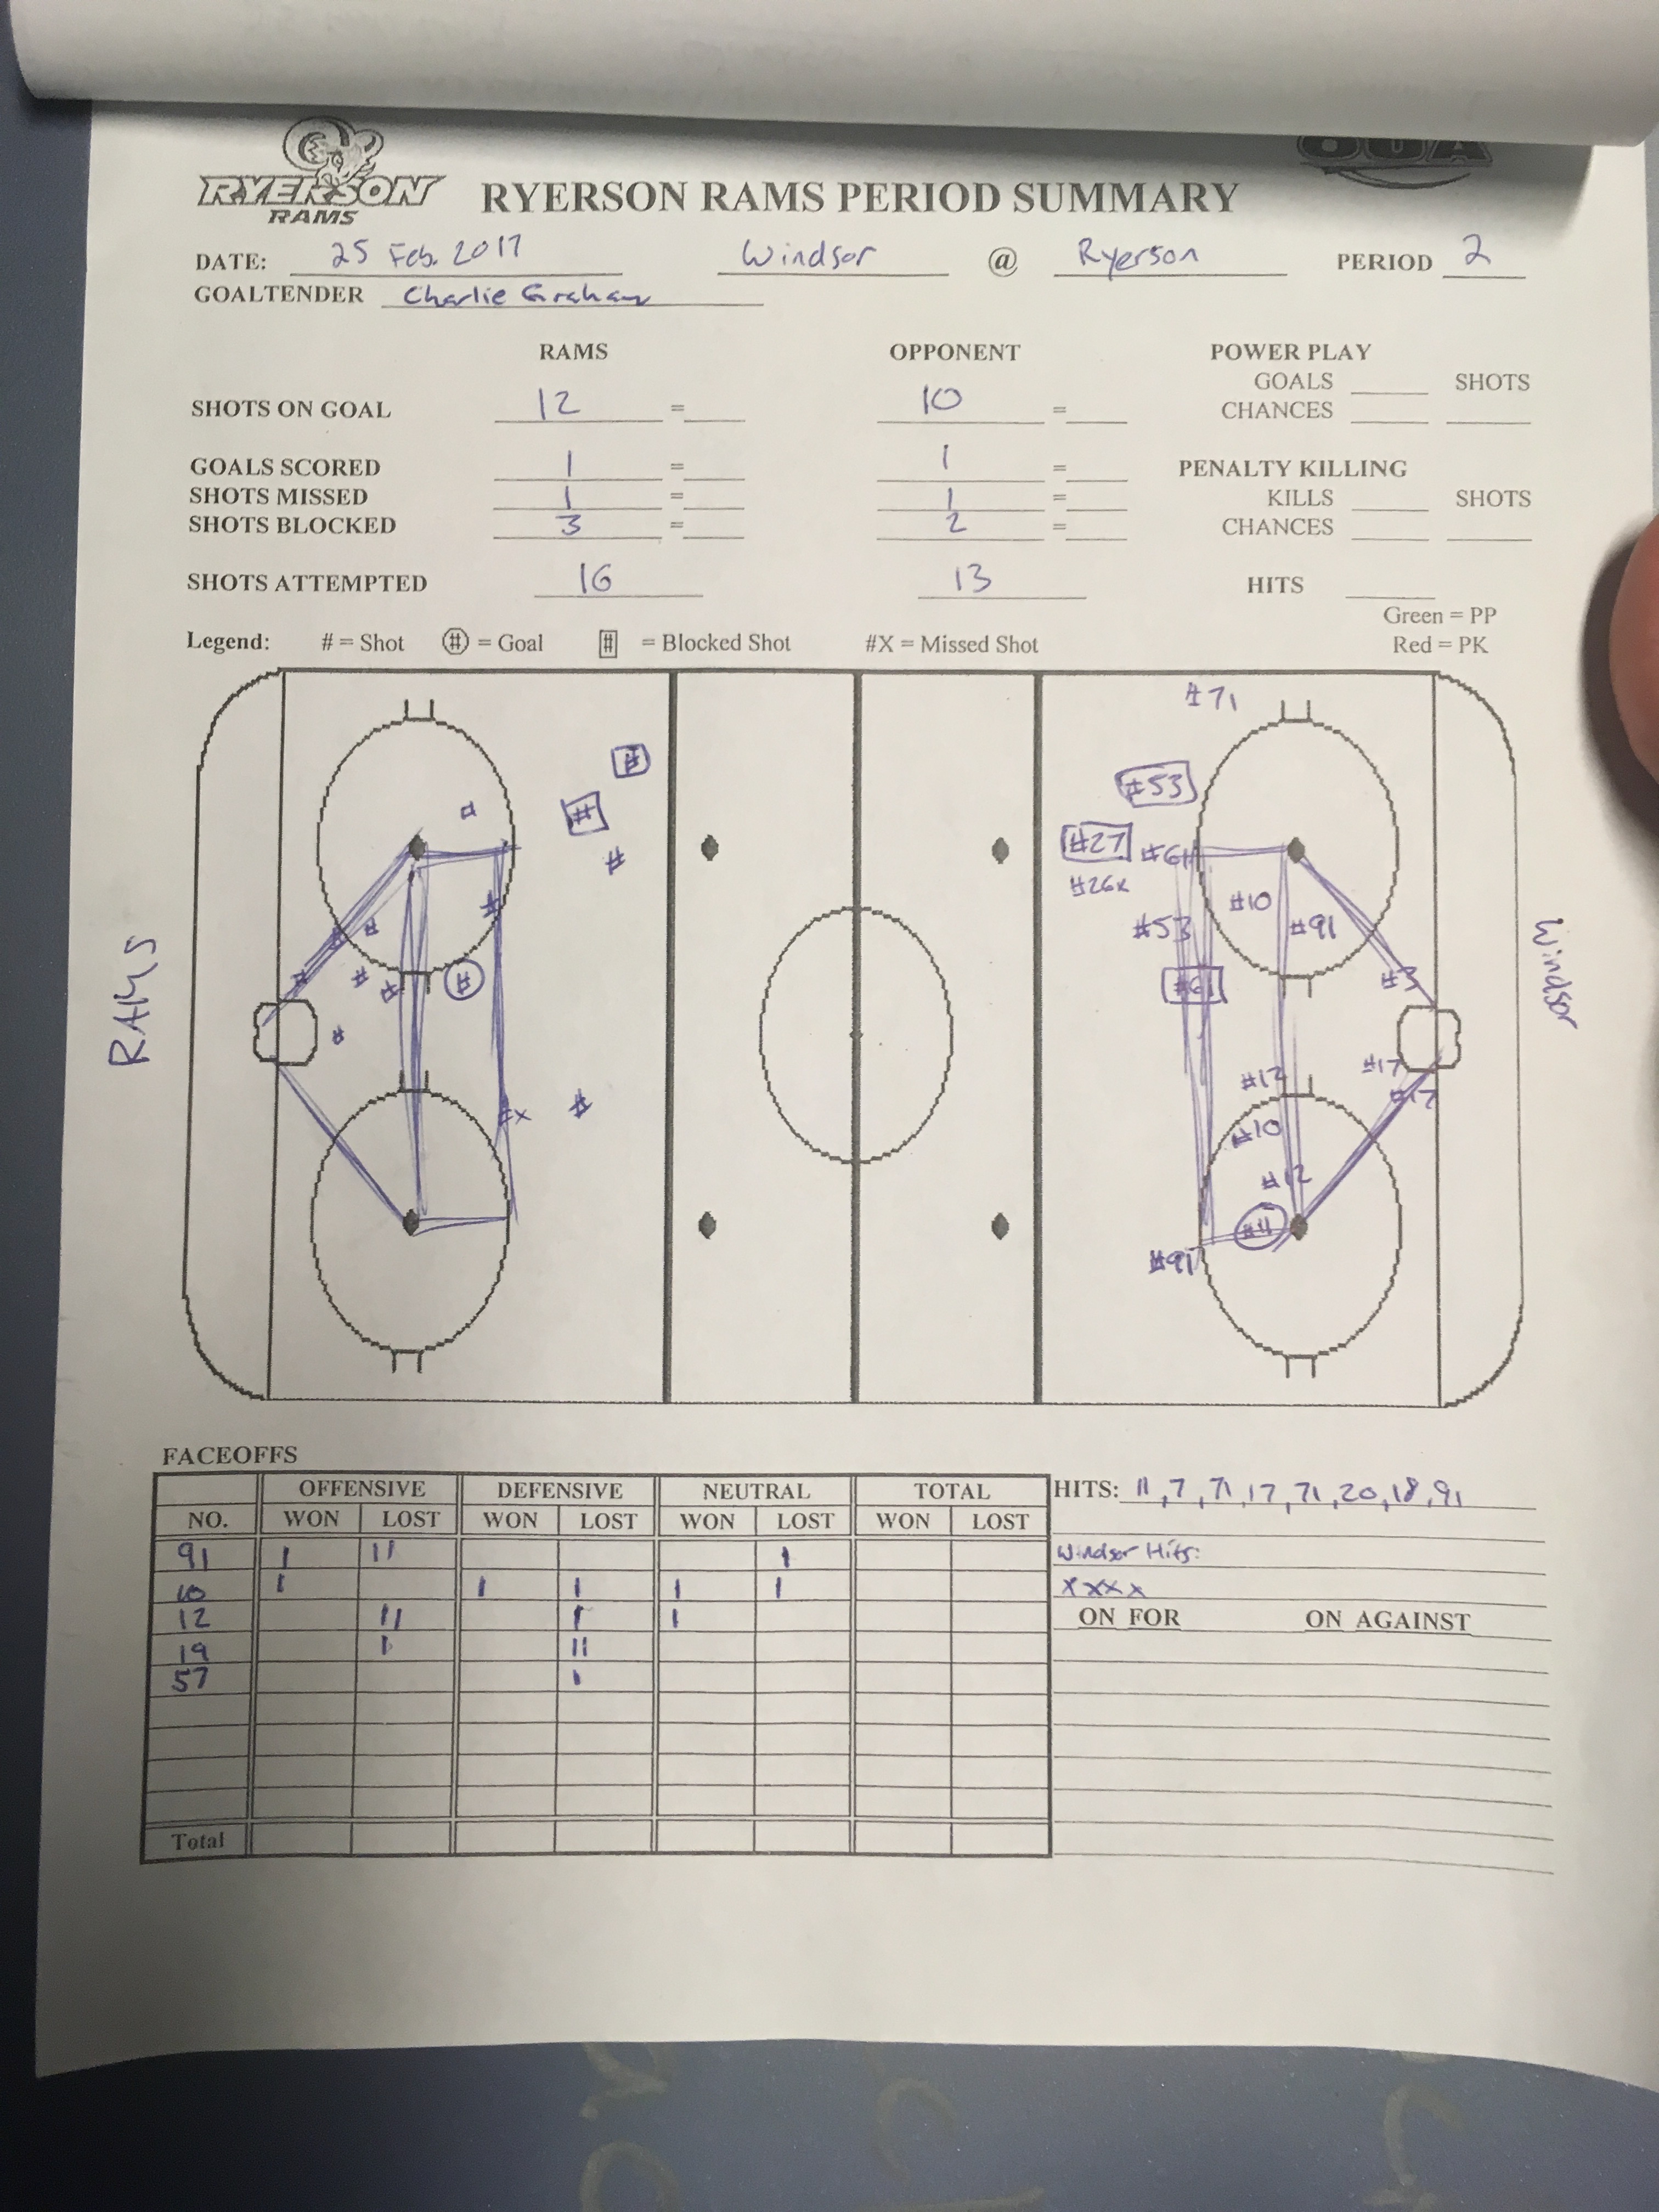 RYERSON
RAMS
OUA
RYERSON RAMS PERIOD SUMMARY
DATE: 25 Feb. 2017 Windsor @ Ryerson PERIOD 2
GOALTENDER Charlie Graham
RAMS OPPONENT POWER PLAY
GOALS SHOTS
SHOTS ON GOAL 12 = 10 = CHANCES
GOALS SCORED 1 = 1 = PENALTY KILLING
SHOTS MISSED 1 = 1 = KILLS SHOTS
SHOTS BLOCKED 3 = 2 = CHANCES
SHOTS ATTEMPTED 16 13 HITS
Green = PP
Legend: # = Shot # = Goal # = Blocked Shot #X = Missed Shot Red = PK
#71
#
#53
# #
#27 #61
#
#26x
# #10
# #53 #91
#
# # # # #61 #3
#
RAMS Windsor
#17
#12
#x # #17
#10
#12
#11
#91
FACEOFFS
OFFENSIVE DEFENSIVE NEUTRAL TOTAL HITS: 11, 7, 71, 17, 71, 20, 18, 91
NO. WON LOST WON LOST WON LOST WON LOST
91 I II I Windsor Hits:
10 I I I I I xxxx
12 II I I ON FOR ON AGAINST
19 I II
57 I
Total